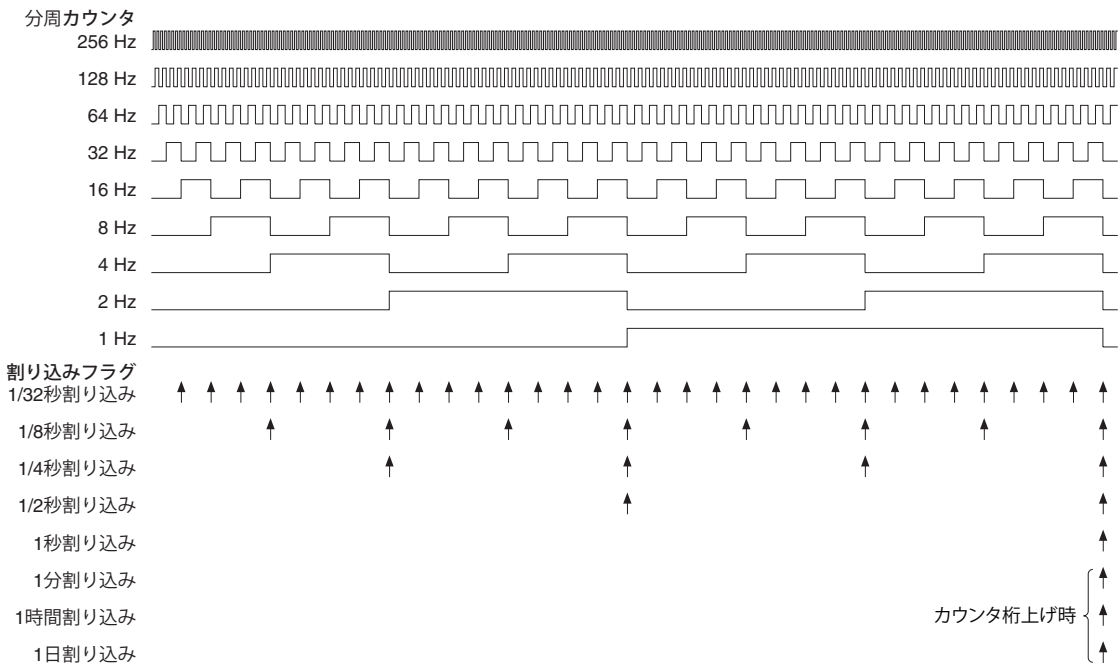 分周カウンタ
256 Hz
128 Hz
64 Hz
32 Hz
16 Hz
8 Hz
4 Hz
2 Hz
1 Hz
割り込みフラグ
1/32秒割り込み
1/8秒割り込み
1/4秒割り込み
1/2秒割り込み
1秒割り込み
1分割り込み
1時間割り込み
カウンタ桁上げ時
1日割り込み